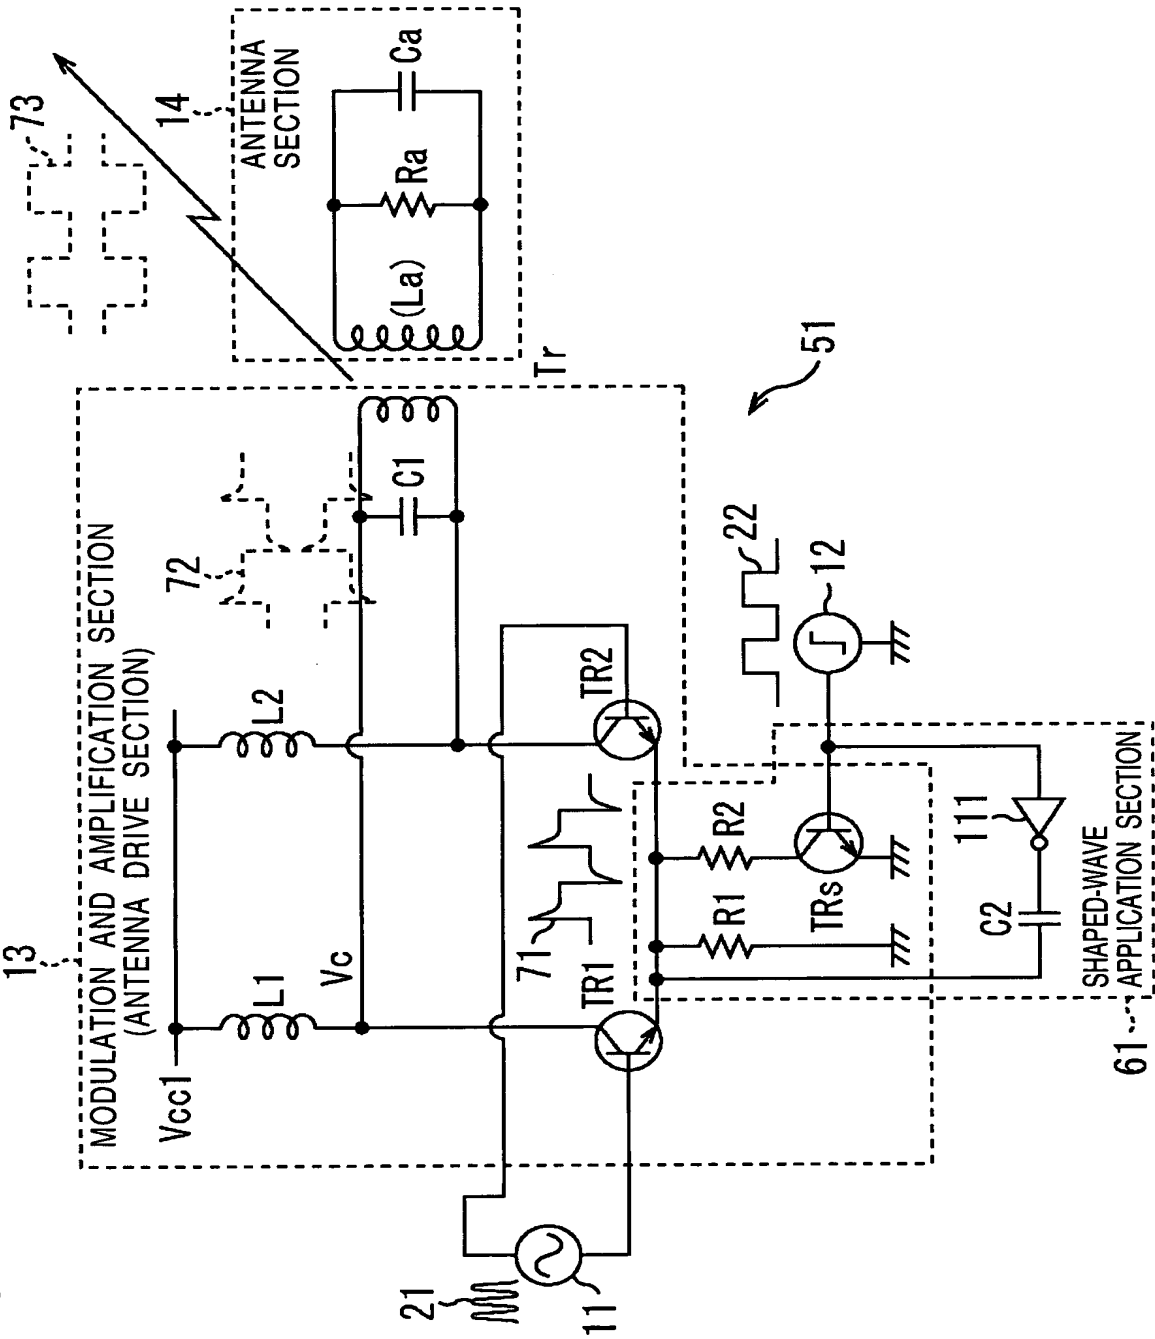 13
MODULATION AND AMPLIFICATION SECTION
(ANTENNA DRIVE SECTION)
Vcc1
L1
L2
Vc
72
C1
73
14
ANTENNA
SECTION
(La)
Ra
Ca
Tr
21
11
TR1
71
TR2
R1
R2
TRs
22
12
51
C2
111
61
SHAPED-WAVE
APPLICATION SECTION